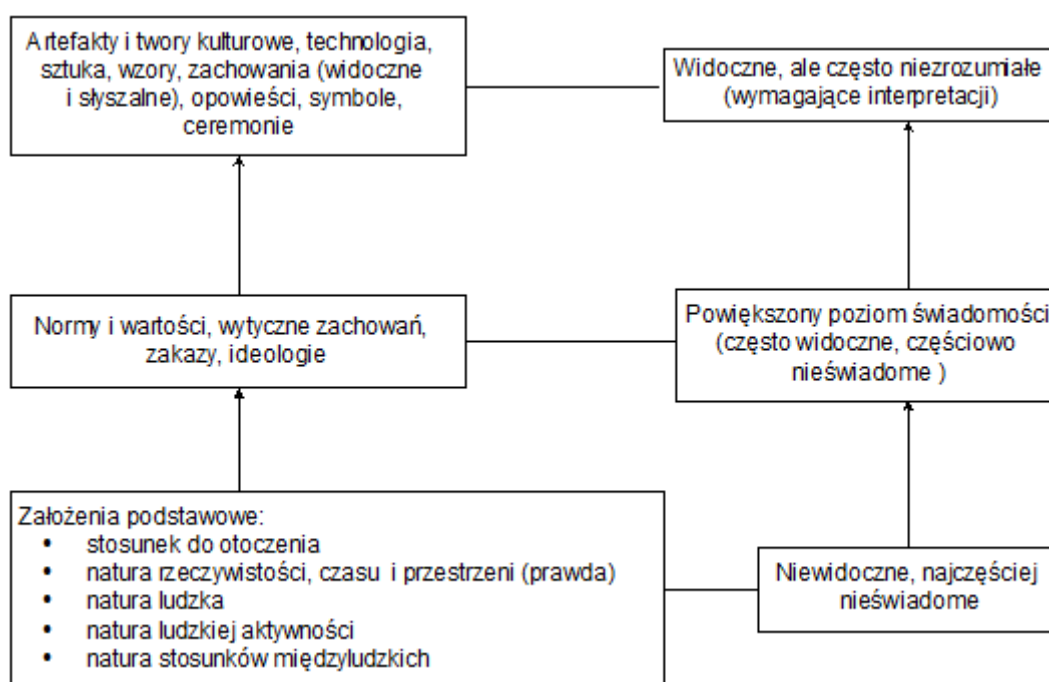 Artefakty i twory kulturowe, technologia,
sztuka, wzory, zachowania (widoczne
i słyszalne), opowieści, symbole,
ceremonie
Widoczne, ale często niezrozumiałe
(wymagające interpretacji)
Normy i wartości, wytyczne zachowań,
zakazy, ideologie
Powiększony poziom świadomości
(często widoczne, częściowo
nieświadome )
Założenia podstawowe:
• stosunek do otoczenia
• natura rzeczywistości, czasu i przestrzeni (prawda)
• natura ludzka
• natura ludzkiej aktywności
• natura stosunków międzyludzkich
Niewidoczne, najczęściej
nieświadome